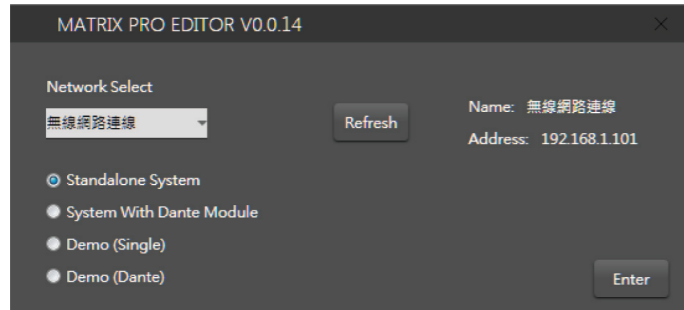 MATRIX PRO EDITOR V0.0.14
Network Select
無線網路連線
Refresh
Name: 無線網路連線
Address: 192.168.1.101
Standalone System
System With Dante Module
Demo (Single)
Demo (Dante)
Enter